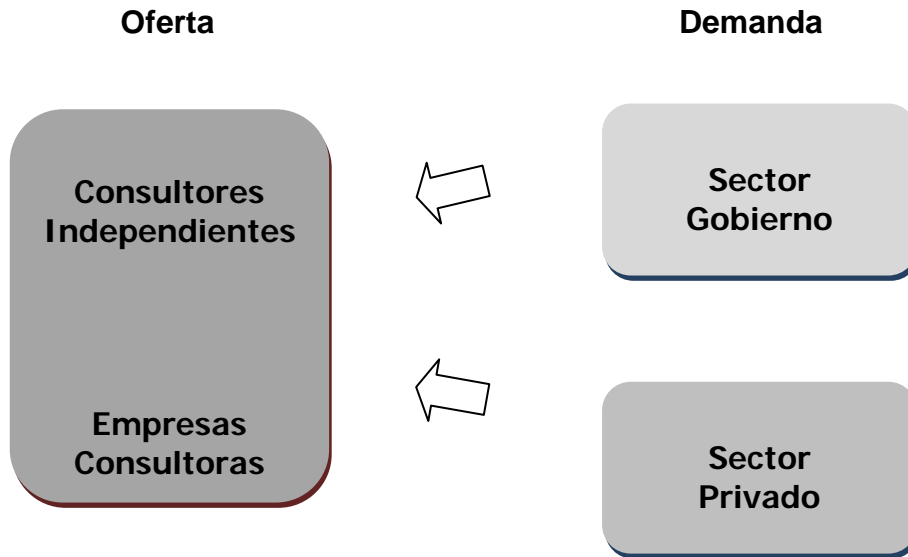 Oferta
Demanda
Consultores
Independientes
Empresas
Consultoras
Sector
Gobierno
Sector
Privado